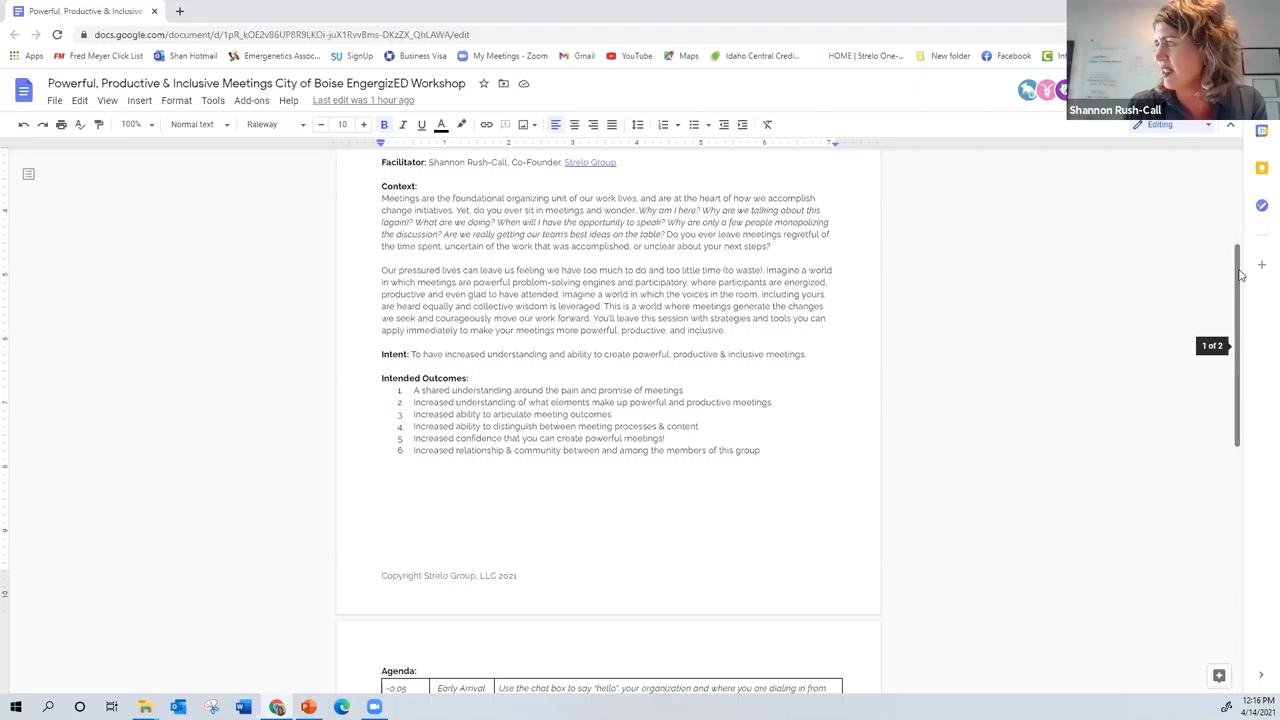 Powerful, Productive & Inclusive
docs.google.com/document/d/1pR_kOE2v86UP8R9LKOi-juX1RvvBms-DKzZX_QhLAWA/edit
Apps Fred Meyer Click List Shan Hotmail Emergenetics Assoc... SignUp Business Visa My Meetings - Zoom Gmail YouTube Maps Idaho Central Credi... HOME | Strelo One-... New folder Facebook
Shannon Rush-Call
Powerful, Productive & Inclusive Meetings City of Boise EnergizED Workshop
File Edit View Insert Format Tools Add-ons Help Last edit was 1 hour ago
100% Normal text Raleway 10 B I U A Editing
1 2 3 4 5 6 7
Facilitator: Shannon Rush-Call, Co-Founder, Strelo Group
Context:
Meetings are the foundational organizing unit of our work lives, and are at the heart of how we accomplish
change initiatives. Yet, do you ever sit in meetings and wonder...Why am I here? Why are we talking about this
(again)? What are we doing? When will I have the opportunity to speak? Why are only a few people monopolizing
the discussion? Are we really getting our team's best ideas on the table? Do you ever leave meetings regretful of
the time spent, uncertain of the work that was accomplished, or unclear about your next steps?
Our pressured lives can leave us feeling we have too much to do and too little time (to waste). Imagine a world
in which meetings are powerful problem-solving engines and participatory, where participants are energized,
productive and even glad to have attended. Imagine a world in which the voices in the room, including yours,
are heard equally and collective wisdom is leveraged. This is a world where meetings generate the changes
we seek and courageously move our work forward. You'll leave this session with strategies and tools you can
apply immediately to make your meetings more powerful, productive, and inclusive.
1 of 2
Intent: To have increased understanding and ability to create powerful, productive & inclusive meetings.
Intended Outcomes:
1. A shared understanding around the pain and promise of meetings
2. Increased understanding of what elements make up powerful and productive meetings
3. Increased ability to articulate meeting outcomes
4. Increased ability to distinguish between meeting processes & content
5. Increased confidence that you can create powerful meetings!
6. Increased relationship & community between and among the members of this group
Copyright Strelo Group, LLC 2021
Agenda:
-0:05 Early Arrival Use the chat box to say "hello", your organization and where you are dialing in from
12:16 PM
4/14/2021